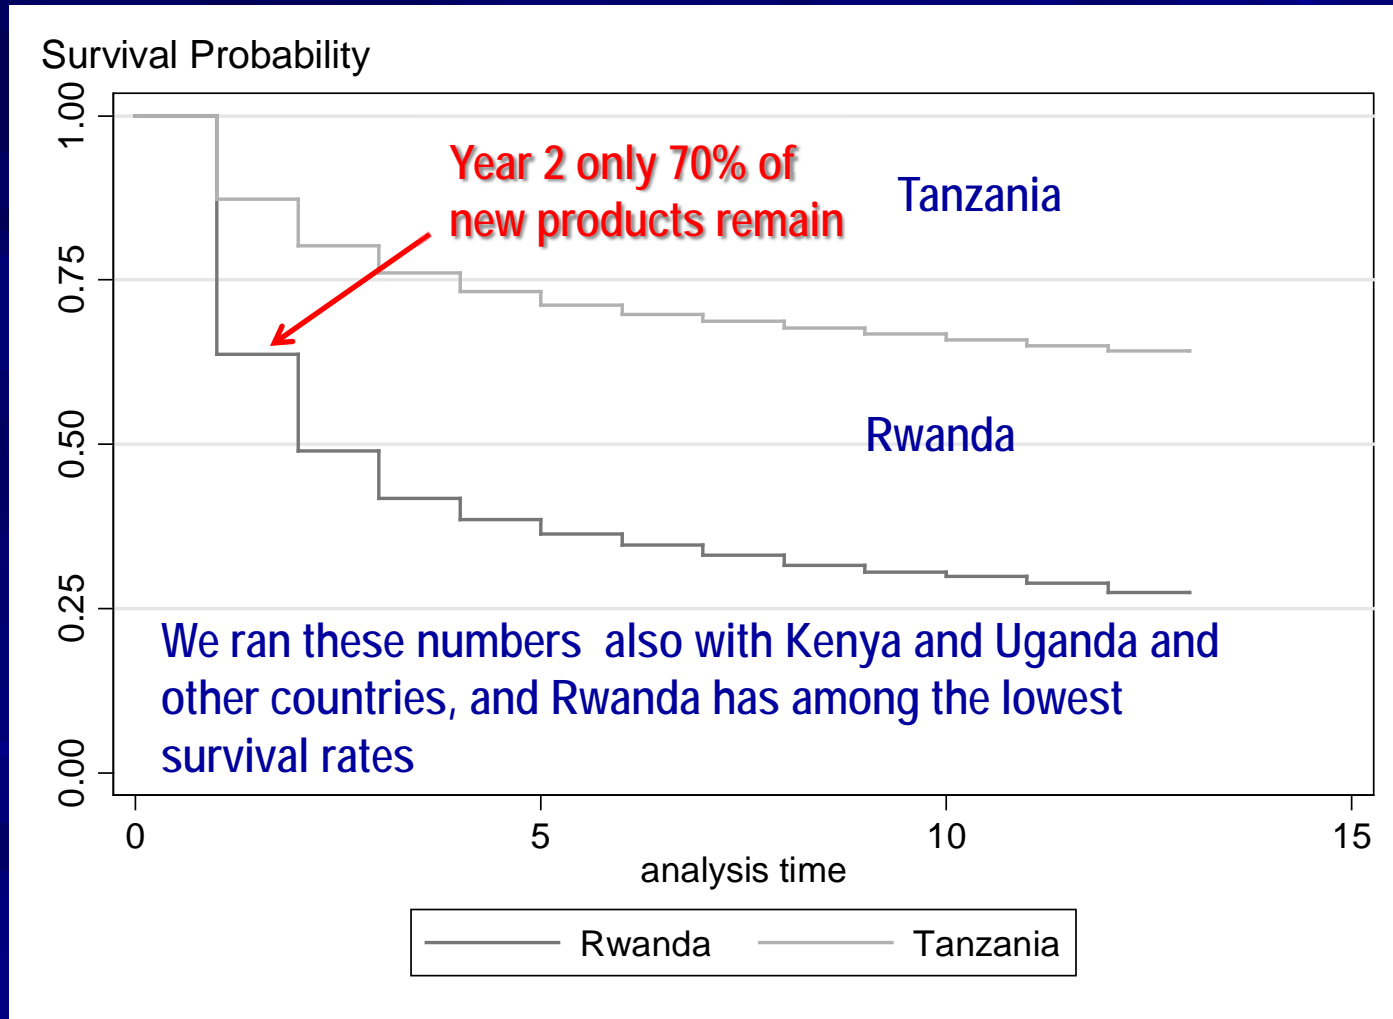 Survival Probability
1.00
0.75
0.50
0.25
0.00
Year 2 only 70% of
new products remain
Tanzania
Rwanda
We ran these numbers  also with Kenya and Uganda and
other countries, and Rwanda has among the lowest
survival rates
0 5 10 15
analysis time
Rwanda Tanzania